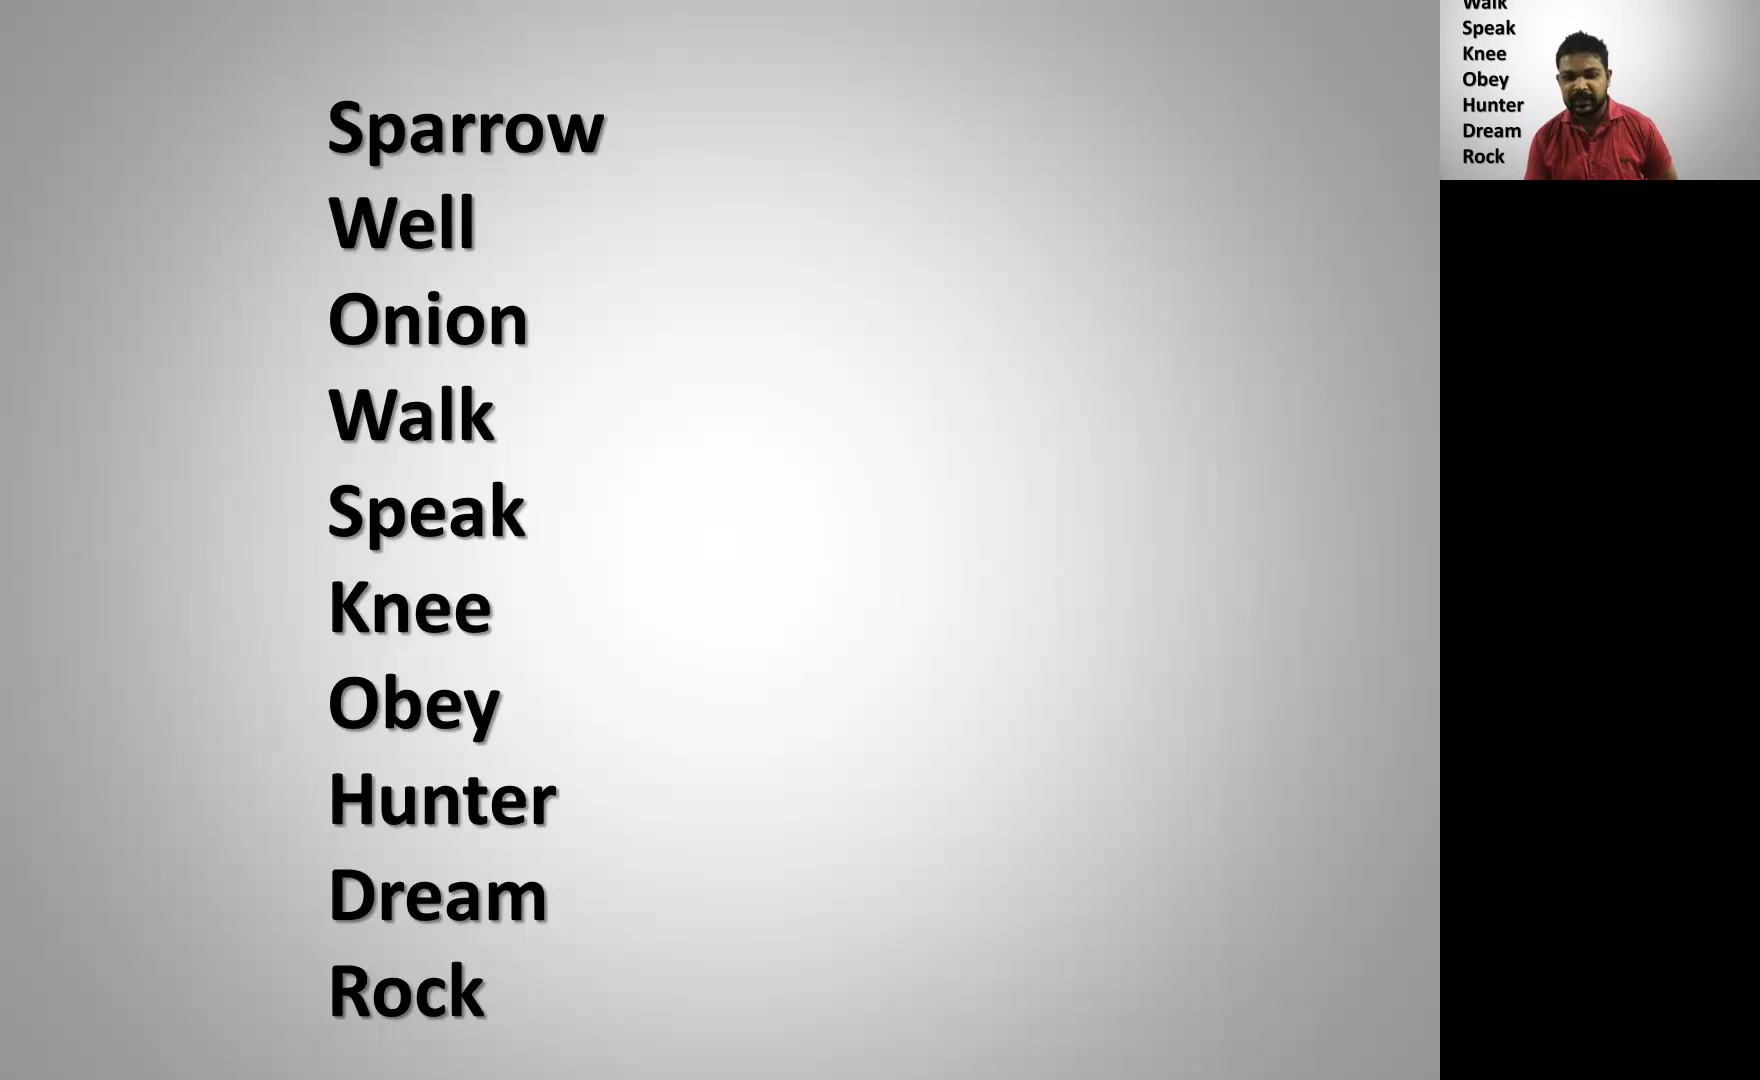 Sparrow
Well
Onion
Walk
Speak
Knee
Obey
Hunter
Dream
Rock
Walk
Speak
Knee
Obey
Hunter
Dream
Rock